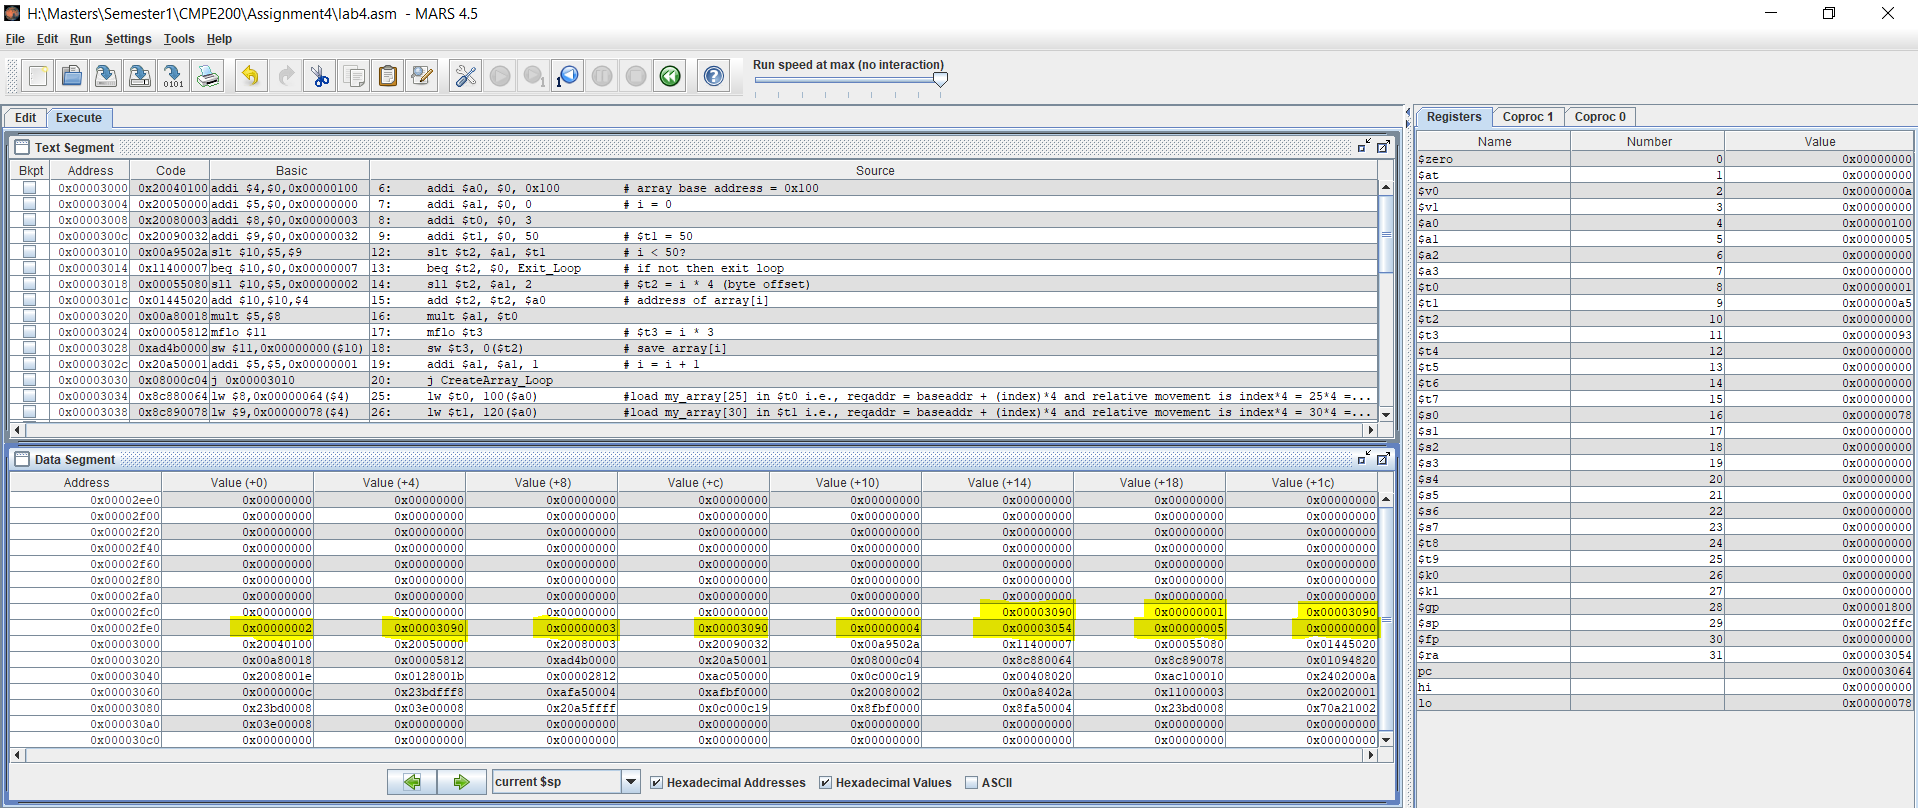 H:\Masters\Semester1\CMPE200\Assignment4\lab4.asm - MARS 4.5
File Edit Run Settings Tools Help
Run speed at max (no interaction)
Edit Execute
Text Segment
Bkpt Address Code Basic Source
0x00003000 0x20040100 addi $4,$0,0x00000100 6: addi $a0, $0, 0x100 # array base address = 0x100
0x00003004 0x20050000 addi $5,$0,0x00000000 7: addi $a1, $0, 0 # i = 0
0x00003008 0x20080003 addi $8,$0,0x00000003 8: addi $t0, $0, 3
0x0000300c 0x20090032 addi $9,$0,0x00000032 9: addi $t1, $0, 50 # $t1 = 50
0x00003010 0x00a9502a slt $10,$5,$9 12: slt $t2, $a1, $t1 # i < 50?
0x00003014 0x11400007 beq $10,$0,0x00000007 13: beq $t2, $0, Exit_Loop # if not then exit loop
0x00003018 0x00055080 sll $10,$5,0x00000002 14: sll $t2, $a1, 2 # $t2 = i * 4 (byte offset)
0x0000301c 0x01445020 add $10,$10,$4 15: add $t2, $t2, $a0 # address of array[i]
0x00003020 0x00a80018 mult $5,$8 16: mult $a1, $t0
0x00003024 0x00005812 mflo $11 17: mflo $t3 # $t3 = i * 3
0x00003028 0xad4b0000 sw $11,0x00000000($10) 18: sw $t3, 0($t2) # save array[i]
0x0000302c 0x20a50001 addi $5,$5,0x00000001 19: addi $a1, $a1, 1 # i = i + 1
0x00003030 0x08000c04 j 0x00003010 20: j CreateArray_Loop
0x00003034 0x8c880064 lw $8,0x00000064($4) 25: lw $t0, 100($a0) #load my_array[25] in $t0 i.e., reqaddr = baseaddr + (index)*4 and relative movement is index*4 = 25*4 =...
0x00003038 0x8c890078 lw $9,0x00000078($4) 26: lw $t1, 120($a0) #load my_array[30] in $t1 i.e., reqaddr = baseaddr + (index)*4 and relative movement is index*4 = 30*4 =...
Data Segment
Address Value (+0) Value (+4) Value (+8) Value (+c) Value (+10) Value (+14) Value (+18) Value (+1c)
0x00002ee0 0x00000000 0x00000000 0x00000000 0x00000000 0x00000000 0x00000000 0x00000000 0x00000000
0x00002f00 0x00000000 0x00000000 0x00000000 0x00000000 0x00000000 0x00000000 0x00000000 0x00000000
0x00002f20 0x00000000 0x00000000 0x00000000 0x00000000 0x00000000 0x00000000 0x00000000 0x00000000
0x00002f40 0x00000000 0x00000000 0x00000000 0x00000000 0x00000000 0x00000000 0x00000000 0x00000000
0x00002f60 0x00000000 0x00000000 0x00000000 0x00000000 0x00000000 0x00000000 0x00000000 0x00000000
0x00002f80 0x00000000 0x00000000 0x00000000 0x00000000 0x00000000 0x00000000 0x00000000 0x00000000
0x00002fa0 0x00000000 0x00000000 0x00000000 0x00000000 0x00000000 0x00000000 0x00000000 0x00000000
0x00002fc0 0x00000000 0x00000000 0x00000000 0x00000000 0x00000000 0x00003090 0x00000001 0x00003090
0x00002fe0 0x00000002 0x00003090 0x00000003 0x00003090 0x00000004 0x00003054 0x00000005 0x00000000
0x00003000 0x20040100 0x20050000 0x20080003 0x20090032 0x00a9502a 0x11400007 0x00055080 0x01445020
0x00003020 0x00a80018 0x00005812 0xad4b0000 0x20a50001 0x08000c04 0x8c880064 0x8c890078 0x01094820
0x00003040 0x2008001e 0x0128001b 0x00002812 0xac050000 0x0c000c19 0x00408020 0xac100010 0x2402000a
0x00003060 0x0000000c 0x23bdfff8 0xafa50004 0xafbf0000 0x20080002 0x00a8402a 0x11000003 0x20020001
0x00003080 0x23bd0008 0x03e00008 0x20a5ffff 0x0c000c19 0x8fbf0000 0x8fa50004 0x23bd0008 0x70a21002
0x000030a0 0x03e00008 0x00000000 0x00000000 0x00000000 0x00000000 0x00000000 0x00000000 0x00000000
0x000030c0 0x00000000 0x00000000 0x00000000 0x00000000 0x00000000 0x00000000 0x00000000 0x00000000
current $sp Hexadecimal Addresses Hexadecimal Values ASCII
Registers Coproc 1 Coproc 0
Name Number Value
$zero 0 0x00000000
$at 1 0x00000000
$v0 2 0x0000000a
$v1 3 0x00000000
$a0 4 0x00000100
$a1 5 0x00000005
$a2 6 0x00000000
$a3 7 0x00000000
$t0 8 0x00000001
$t1 9 0x000000a5
$t2 10 0x00000000
$t3 11 0x00000093
$t4 12 0x00000000
$t5 13 0x00000000
$t6 14 0x00000000
$t7 15 0x00000000
$s0 16 0x00000078
$s1 17 0x00000000
$s2 18 0x00000000
$s3 19 0x00000000
$s4 20 0x00000000
$s5 21 0x00000000
$s6 22 0x00000000
$s7 23 0x00000000
$t8 24 0x00000000
$t9 25 0x00000000
$k0 26 0x00000000
$k1 27 0x00000000
$gp 28 0x00001800
$sp 29 0x00002ffc
$fp 30 0x00000000
$ra 31 0x00003054
pc 0x00003064
hi 0x00000000
lo 0x00000078